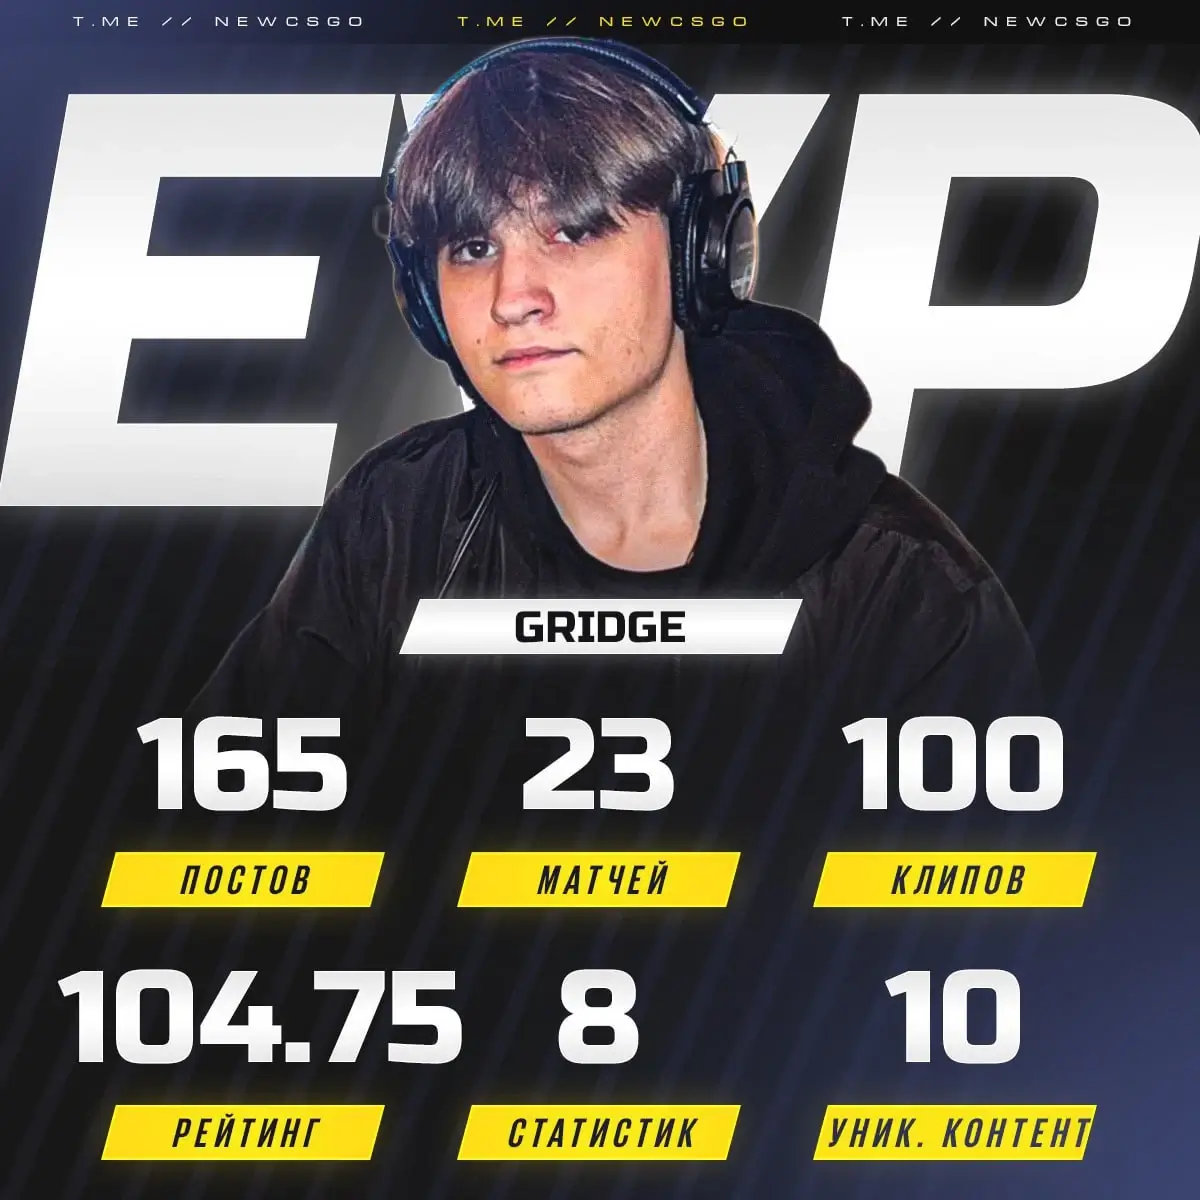 T.ME // NEWCSGO T.ME // NEWCSGO T.ME // NEWCSGO
EVP
GRIDGE
165 23 100
ПОСТОВ МАТЧЕЙ КЛИПОВ
104.75 8 10
РЕЙТИНГ СТАТИСТИК УНИК. КОНТЕНТ